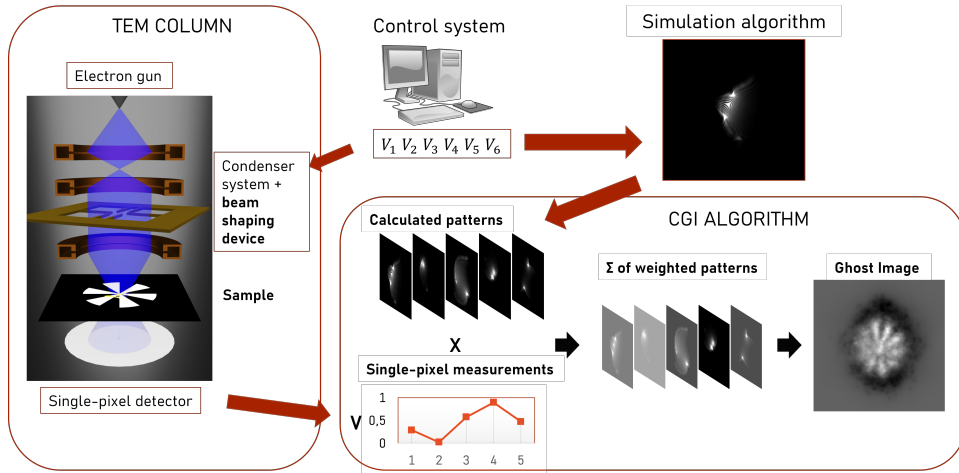 TEM COLUMN
Electron gun
Condenser
system +
beam
shaping
device
Sample
Single-pixel detector
Control system
V₁ V₂ V₃ V₄ V₅ V₆
Simulation algorithm
CGI ALGORITHM
Calculated patterns
X
Single-pixel measurements
V
1
0,5
0
1 2 3 4 5
Σ of weighted patterns
Ghost Image